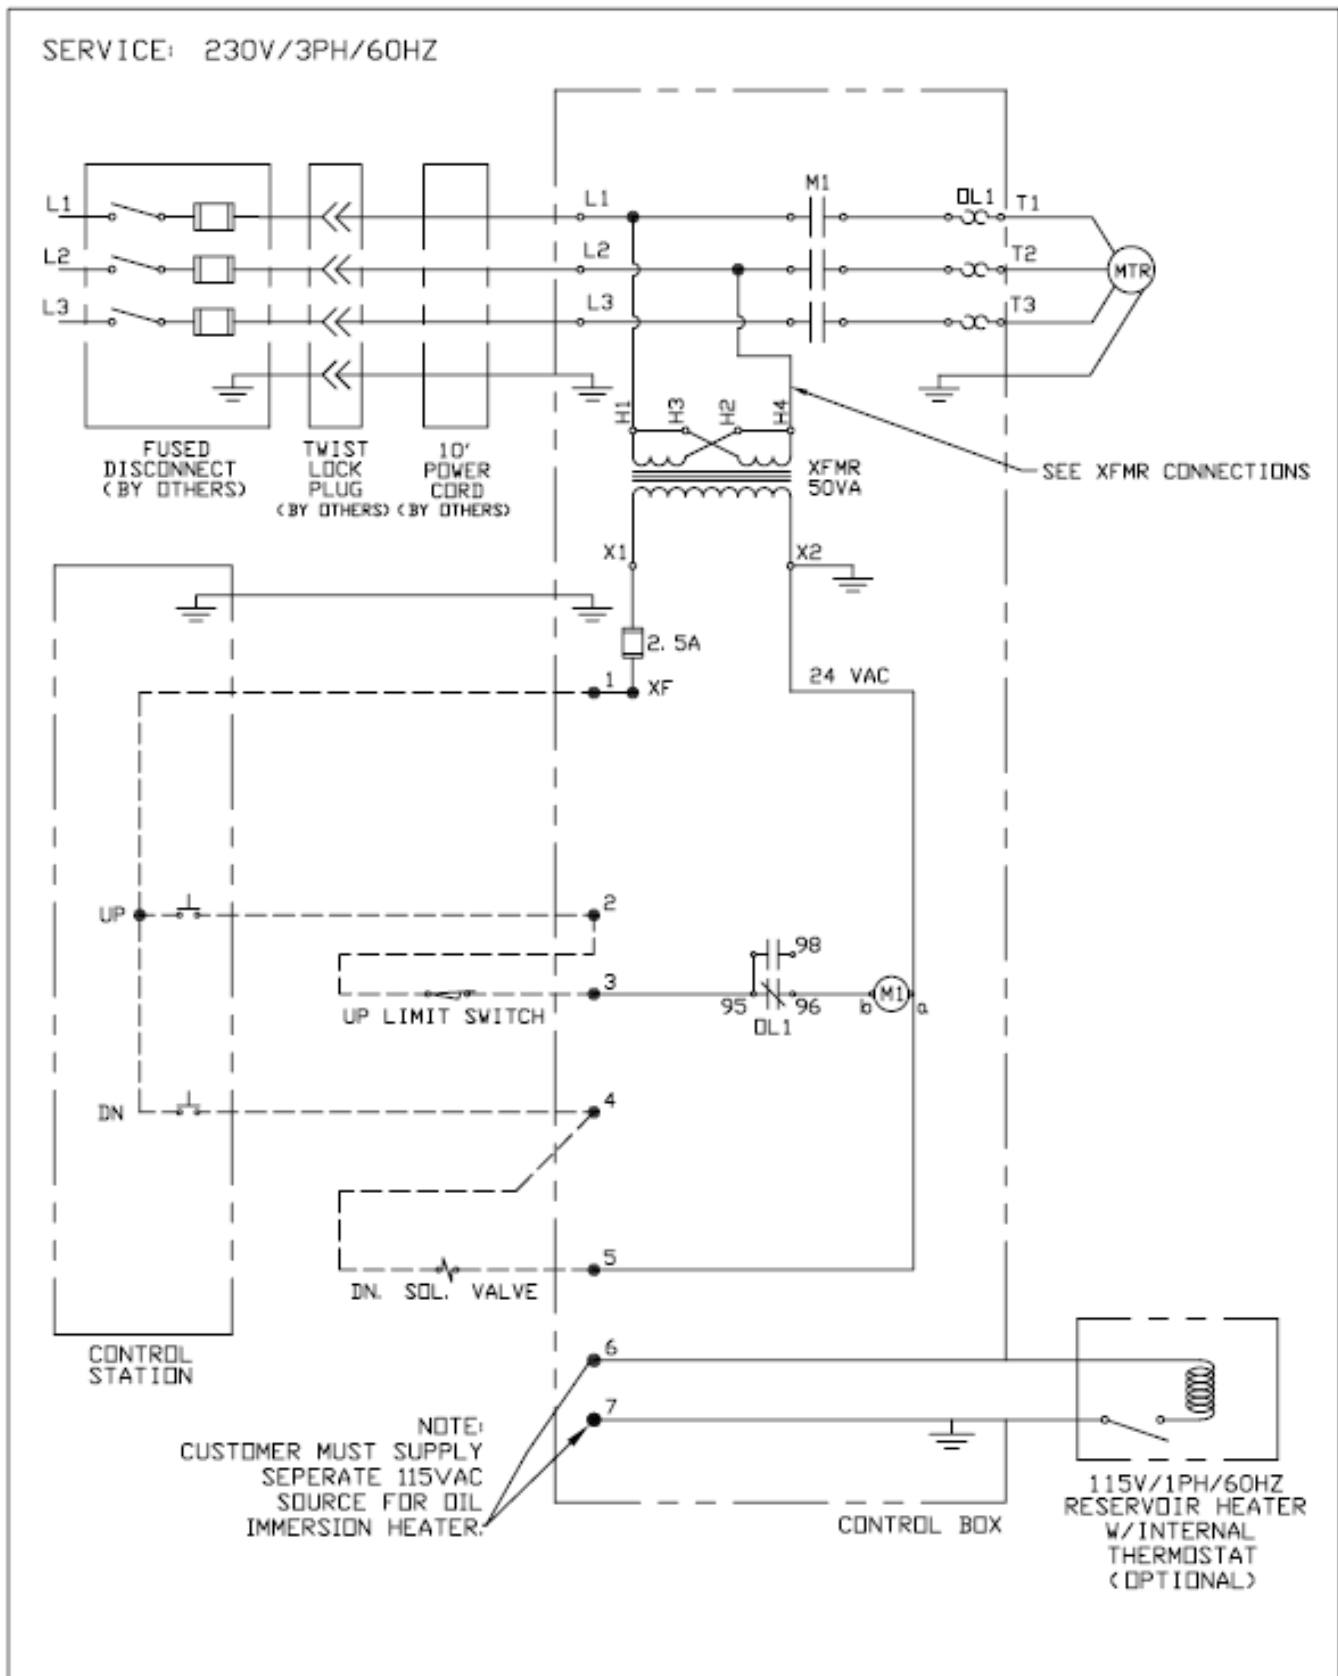 SERVICE: 230V/3PH/60HZ
L1
L2
L3
L1
L2
L3
M1
OL1
T1
T2
T3
MTR
FUSED
DISCONNECT
(BY OTHERS)
TWIST
LOCK
PLUG
(BY OTHERS)
10'
POWER
CORD
(BY OTHERS)
H1
H3
H2
H4
XFMR
50VA
SEE XFMR CONNECTIONS
X1
X2
2.5A
1
XF
24 VAC
UP
2
3
UP LIMIT SWITCH
95
98
96
OL1
b
M1
a
DN
4
5
DN. SOL. VALVE
CONTROL
STATION
6
7
NOTE:
CUSTOMER MUST SUPPLY
SEPERATE 115VAC
SOURCE FOR OIL
IMMERSION HEATER.
CONTROL BOX
115V/1PH/60HZ
RESERVOIR HEATER
W/INTERNAL
THERMOSTAT
(OPTIONAL)